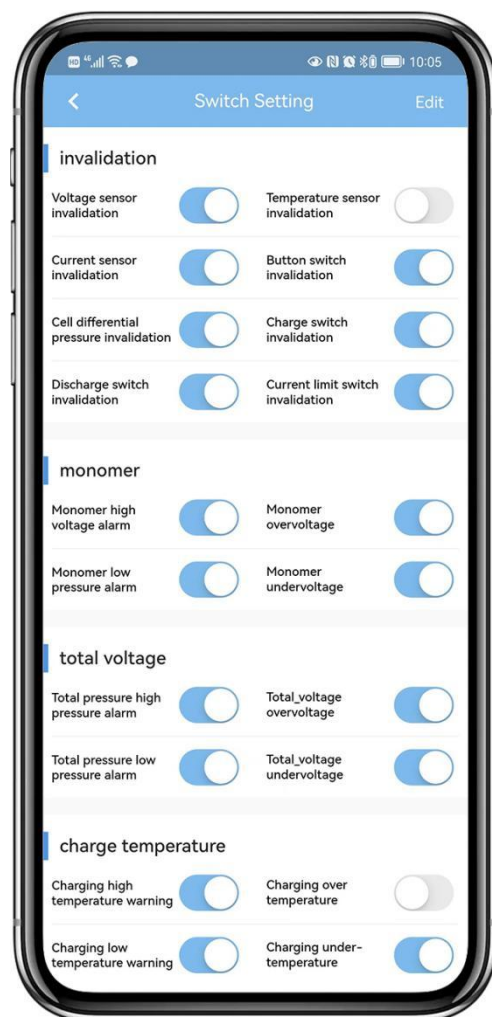 HD 4G 10:05
Switch Setting Edit
invalidation
Voltage sensor
invalidation
Temperature sensor
invalidation
Current sensor
invalidation
Button switch
invalidation
Cell differential
pressure invalidation
Charge switch
invalidation
Discharge switch
invalidation
Current limit switch
invalidation
monomer
Monomer high
voltage alarm
Monomer
overvoltage
Monomer low
pressure alarm
Monomer
undervoltage
total voltage
Total pressure high
pressure alarm
Total_voltage
overvoltage
Total pressure low
pressure alarm
Total_voltage
undervoltage
charge temperature
Charging high
temperature warning
Charging over
temperature
Charging low
temperature warning
Charging under-
temperature